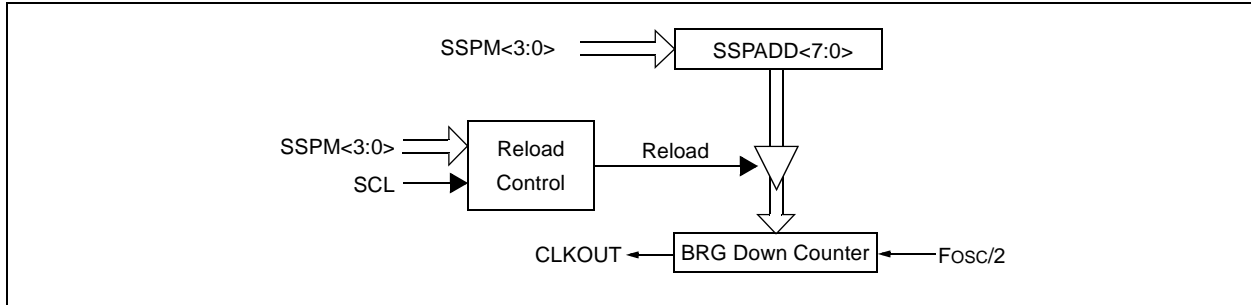 SSPM<3:0>
SSPADD<7:0>
SSPM<3:0>
SCL
Reload
Control
Reload
CLKOUT
BRG Down Counter
FOSC/2